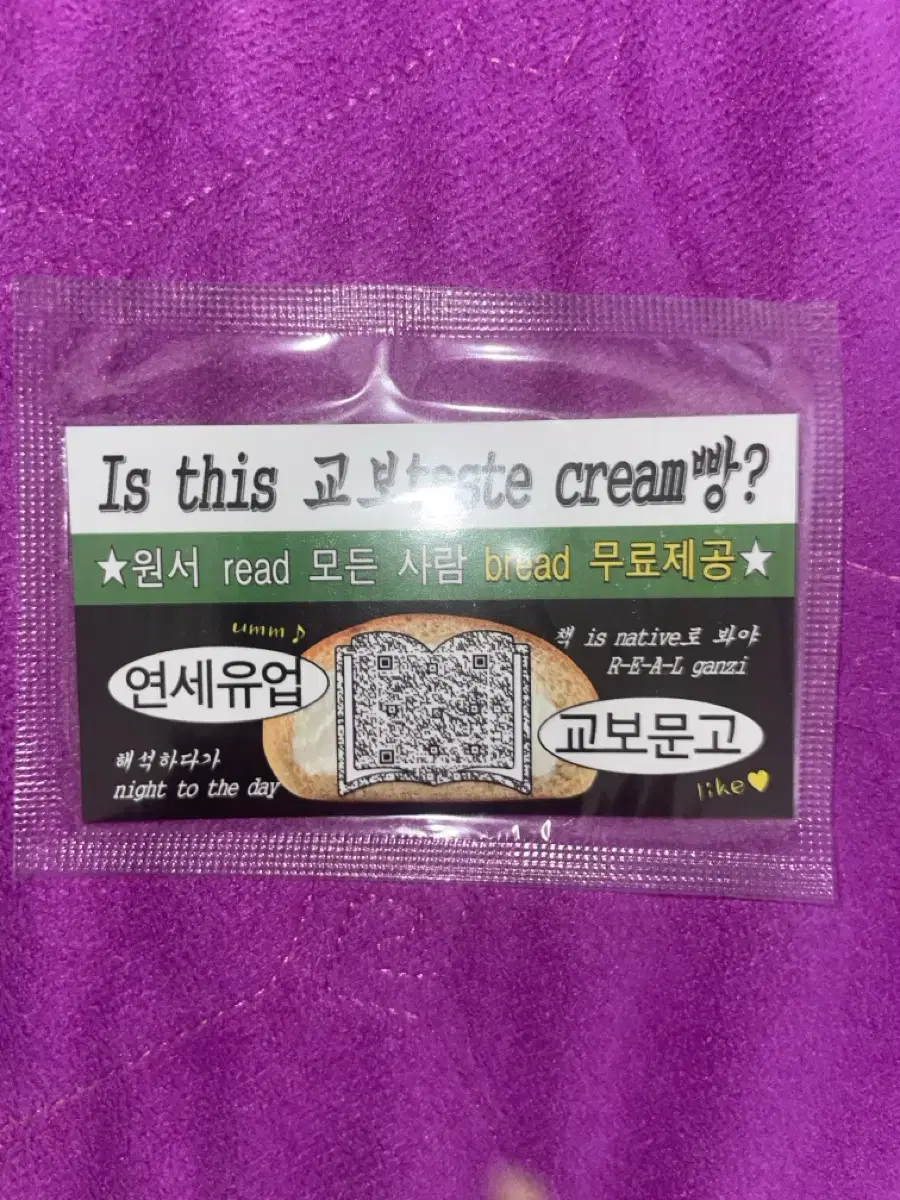 Is this 교보taste cream빵?
★원서 read 모든 사람 bread 무료제공★
umm♪
연세유업
해석하다가
night to the day
책 is native로 봐야
R-E-A-L ganzi
교보문고
like♥